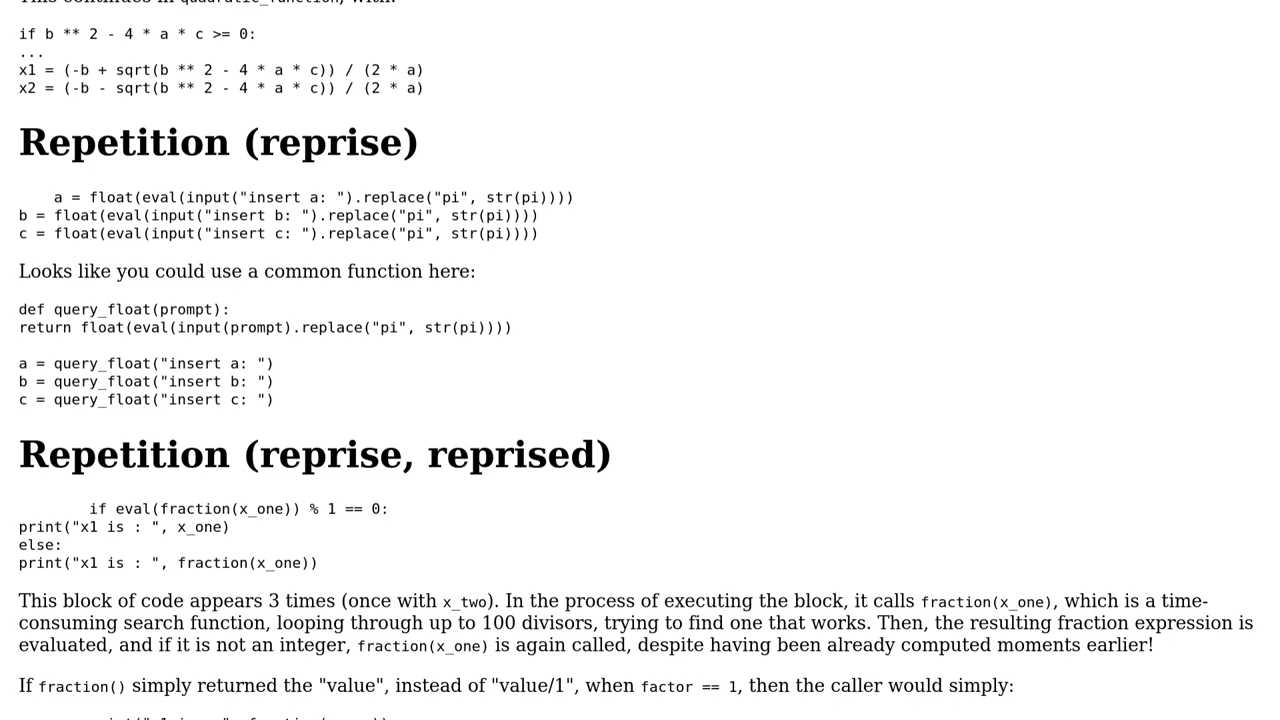 This continues in quadratic_function, with:
if b ** 2 - 4 * a * c >= 0:
...
x1 = (-b + sqrt(b ** 2 - 4 * a * c)) / (2 * a)
x2 = (-b - sqrt(b ** 2 - 4 * a * c)) / (2 * a)
Repetition (reprise)
    a = float(eval(input("insert a: ").replace("pi", str(pi))))
b = float(eval(input("insert b: ").replace("pi", str(pi))))
c = float(eval(input("insert c: ").replace("pi", str(pi))))
Looks like you could use a common function here:
def query_float(prompt):
return float(eval(input(prompt).replace("pi", str(pi))))
a = query_float("insert a: ")
b = query_float("insert b: ")
c = query_float("insert c: ")
Repetition (reprise, reprised)
        if eval(fraction(x_one)) % 1 == 0:
print("x1 is : ", x_one)
else:
print("x1 is : ", fraction(x_one))
This block of code appears 3 times (once with x_two). In the process of executing the block, it calls fraction(x_one), which is a time-
consuming search function, looping through up to 100 divisors, trying to find one that works. Then, the resulting fraction expression is
evaluated, and if it is not an integer, fraction(x_one) is again called, despite having been already computed moments earlier!
If fraction() simply returned the "value", instead of "value/1", when factor == 1, then the caller would simply: